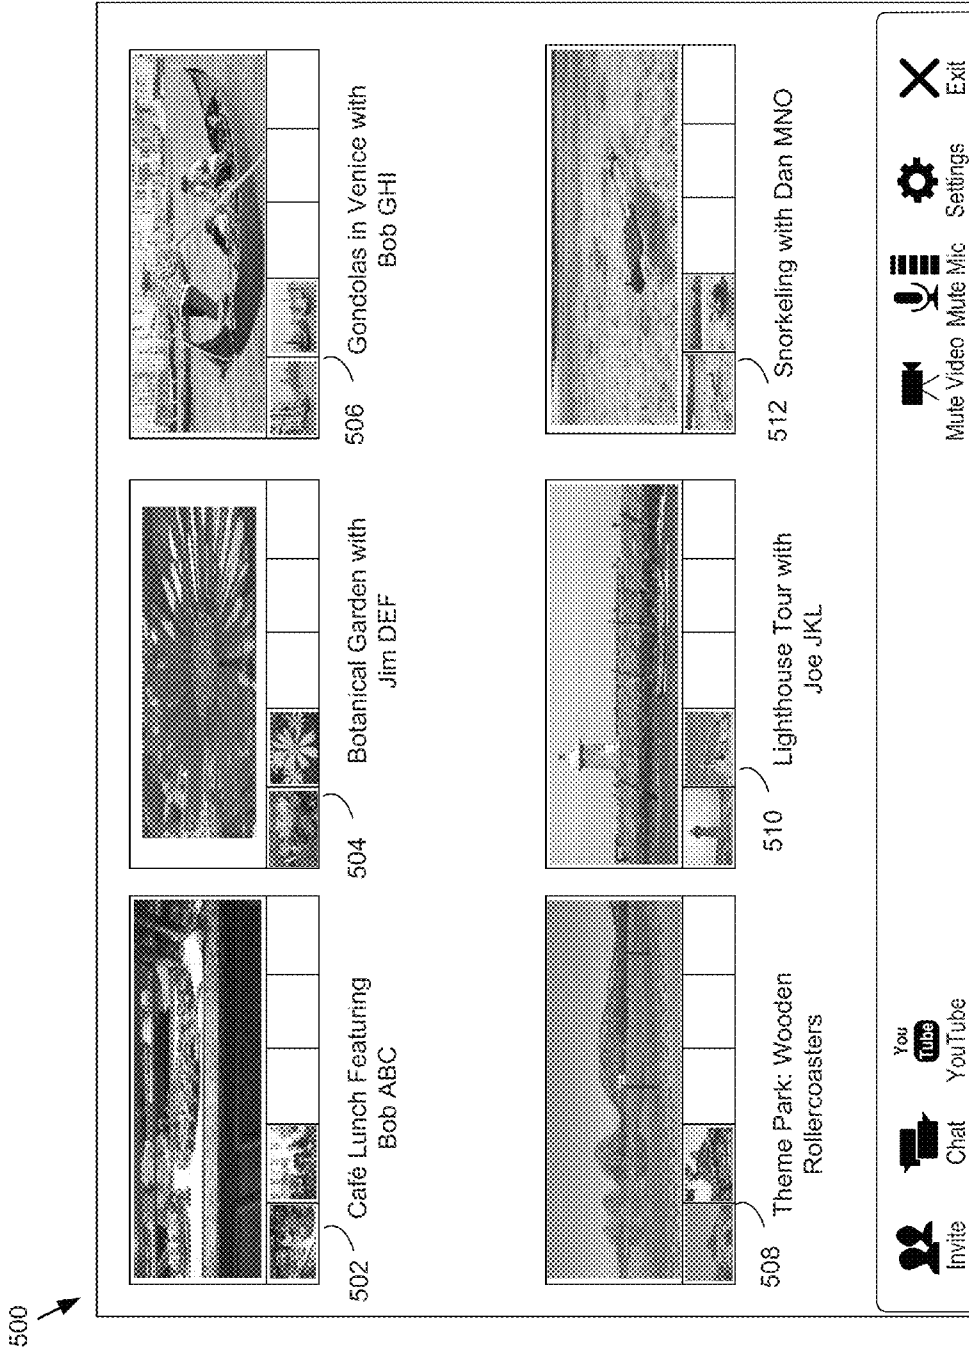 500
502
Café Lunch Featuring
Bob ABC
504
Botanical Garden with
Jim DEF
506
Gondolas in Venice with
Bob GHI
508
Theme Park: Wooden
Rollercoasters
510
Lighthouse Tour with
Joe JKL
512
Snorkeling with Dan MNO
Invite
Chat
You
Tube
YouTube
Mute Video
Mute Mic
Settings
Exit